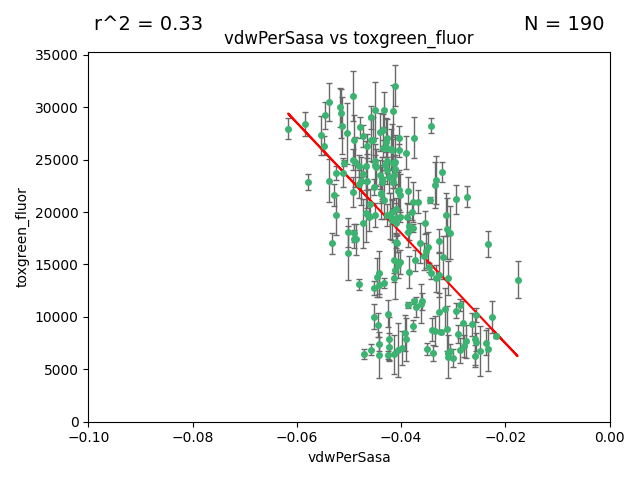 r^2 = 0.33
N = 190
vdwPerSasa vs toxgreen_fluor
35000
30000
25000
20000
15000
10000
5000
0
toxgreen_fluor
−0.10
−0.08
−0.06
−0.04
−0.02
0.00
vdwPerSasa